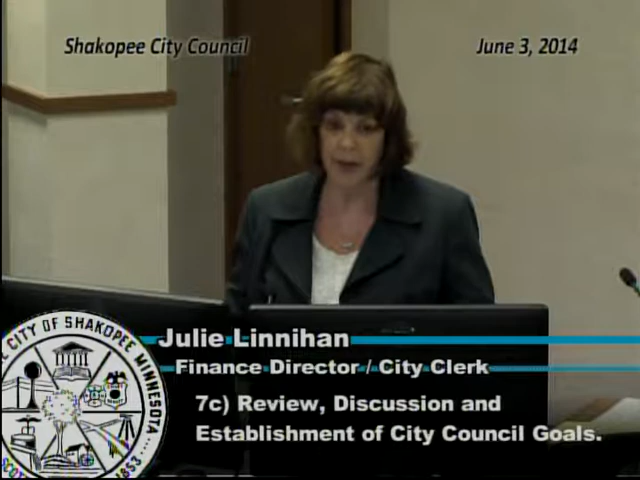 Shakopee City Council
June 3, 2014
CITY OF SHAKOPEE MINNESOTA
1853
Julie Linnihan
Finance Director / City Clerk
7c) Review, Discussion and
Establishment of City Council Goals.